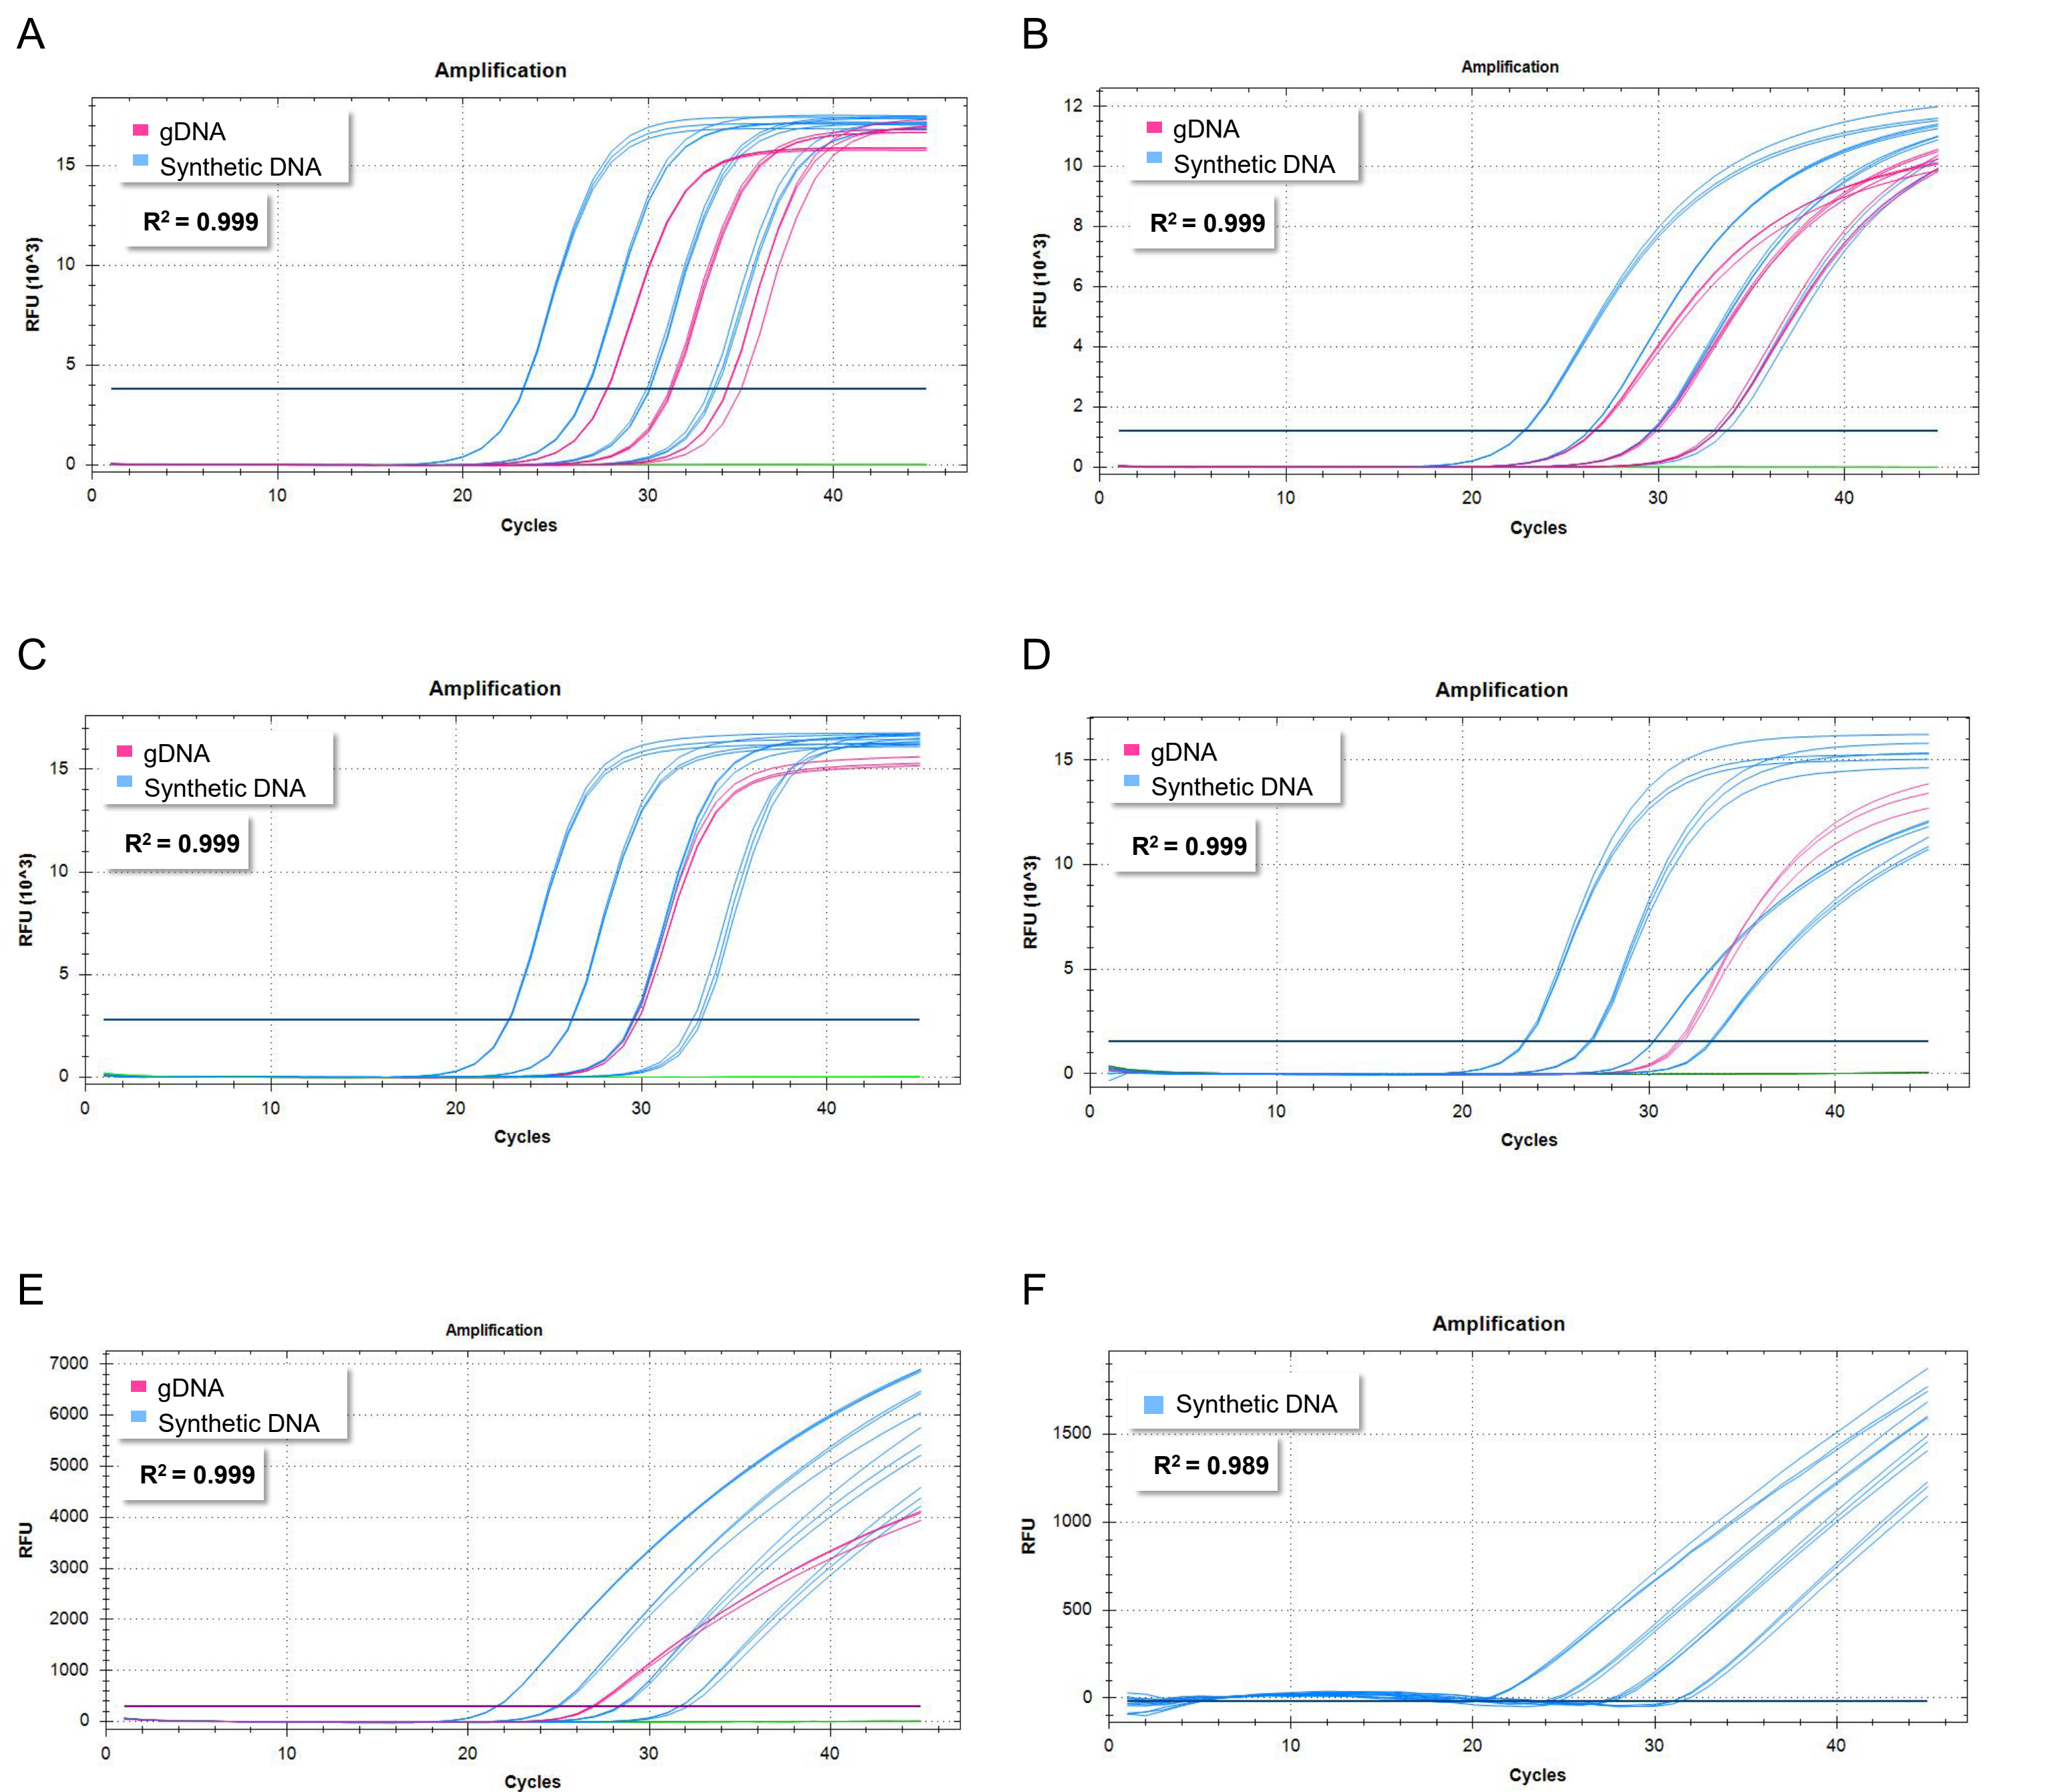 A
Amplification
gDNA
Synthetic DNA
R² = 0.999
RFU (10^3)
15
10
5
0
0 10 20 30 40
Cycles
B
Amplification
gDNA
Synthetic DNA
R² = 0.999
RFU (10^3)
12
10
8
6
4
2
0
0 10 20 30 40
Cycles
C
Amplification
gDNA
Synthetic DNA
R² = 0.999
RFU (10^3)
15
10
5
0
0 10 20 30 40
Cycles
D
Amplification
gDNA
Synthetic DNA
R² = 0.999
RFU (10^3)
15
10
5
0
0 10 20 30 40
Cycles
E
Amplification
gDNA
Synthetic DNA
R² = 0.999
RFU
7000
6000
5000
4000
3000
2000
1000
0
0 10 20 30 40
Cycles
F
Amplification
Synthetic DNA
R² = 0.989
RFU
1500
1000
500
0
0 10 20 30 40
Cycles